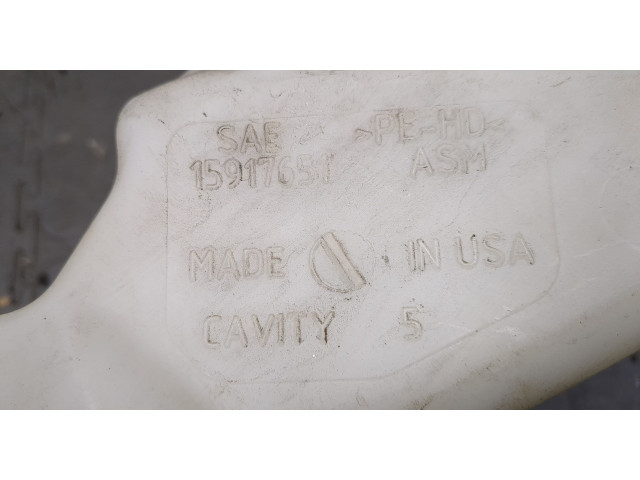 SAE >PE-HD<
15917651 ASM
MADE IN USA
CAVITY 5